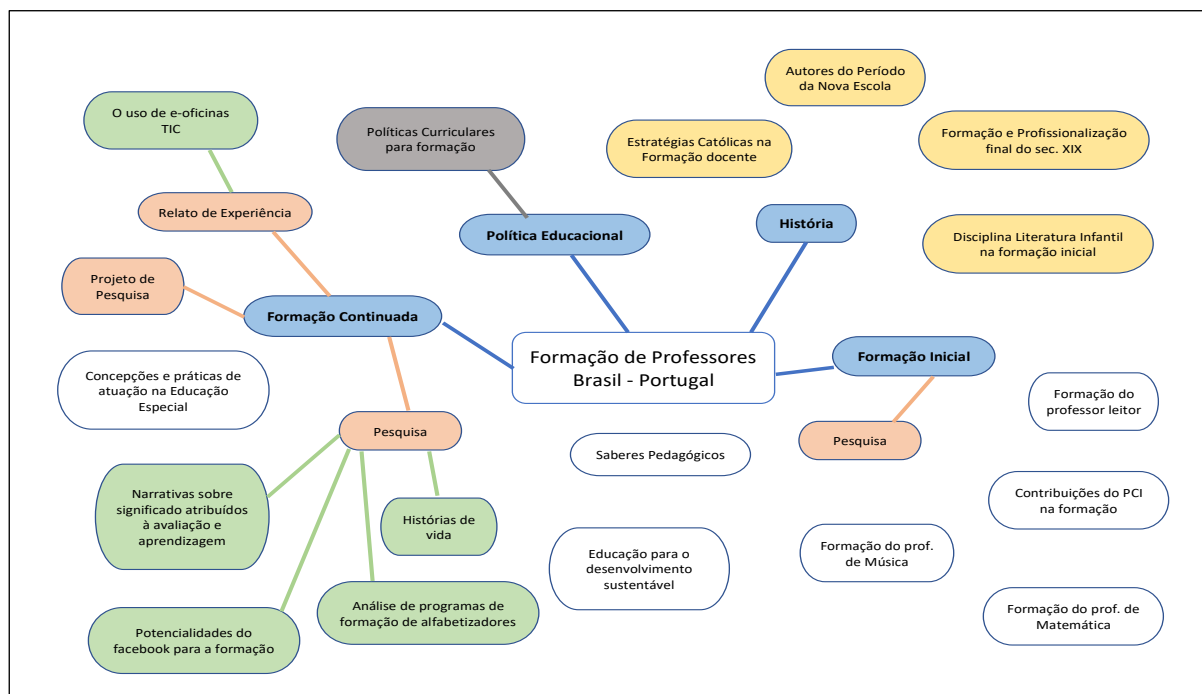 Autores do Período
da Nova Escola
O uso de e-oficinas
TIC
Políticas Curriculares
para formação
Estratégias Católicas na
Formação docente
Formação e Profissionalização
final do sec. XIX
Relato de Experiência
Política Educacional
História
Disciplina Literatura Infantil
na formação inicial
Projeto de
Pesquisa
Formação Continuada
Formação de Professores
Brasil - Portugal
Formação Inicial
Concepções e práticas de
atuação na Educação
Especial
Formação do
professor leitor
Pesquisa
Pesquisa
Saberes Pedagógicos
Narrativas sobre
significado atribuídos
à avaliação e
aprendizagem
Histórias de
vida
Contribuições do PCI
na formação
Educação para o
desenvolvimento
sustentável
Formação do prof.
de Música
Análise de programas de
formação de alfabetizadores
Formação do prof. de
Matemática
Potencialidades do
facebook para a formação